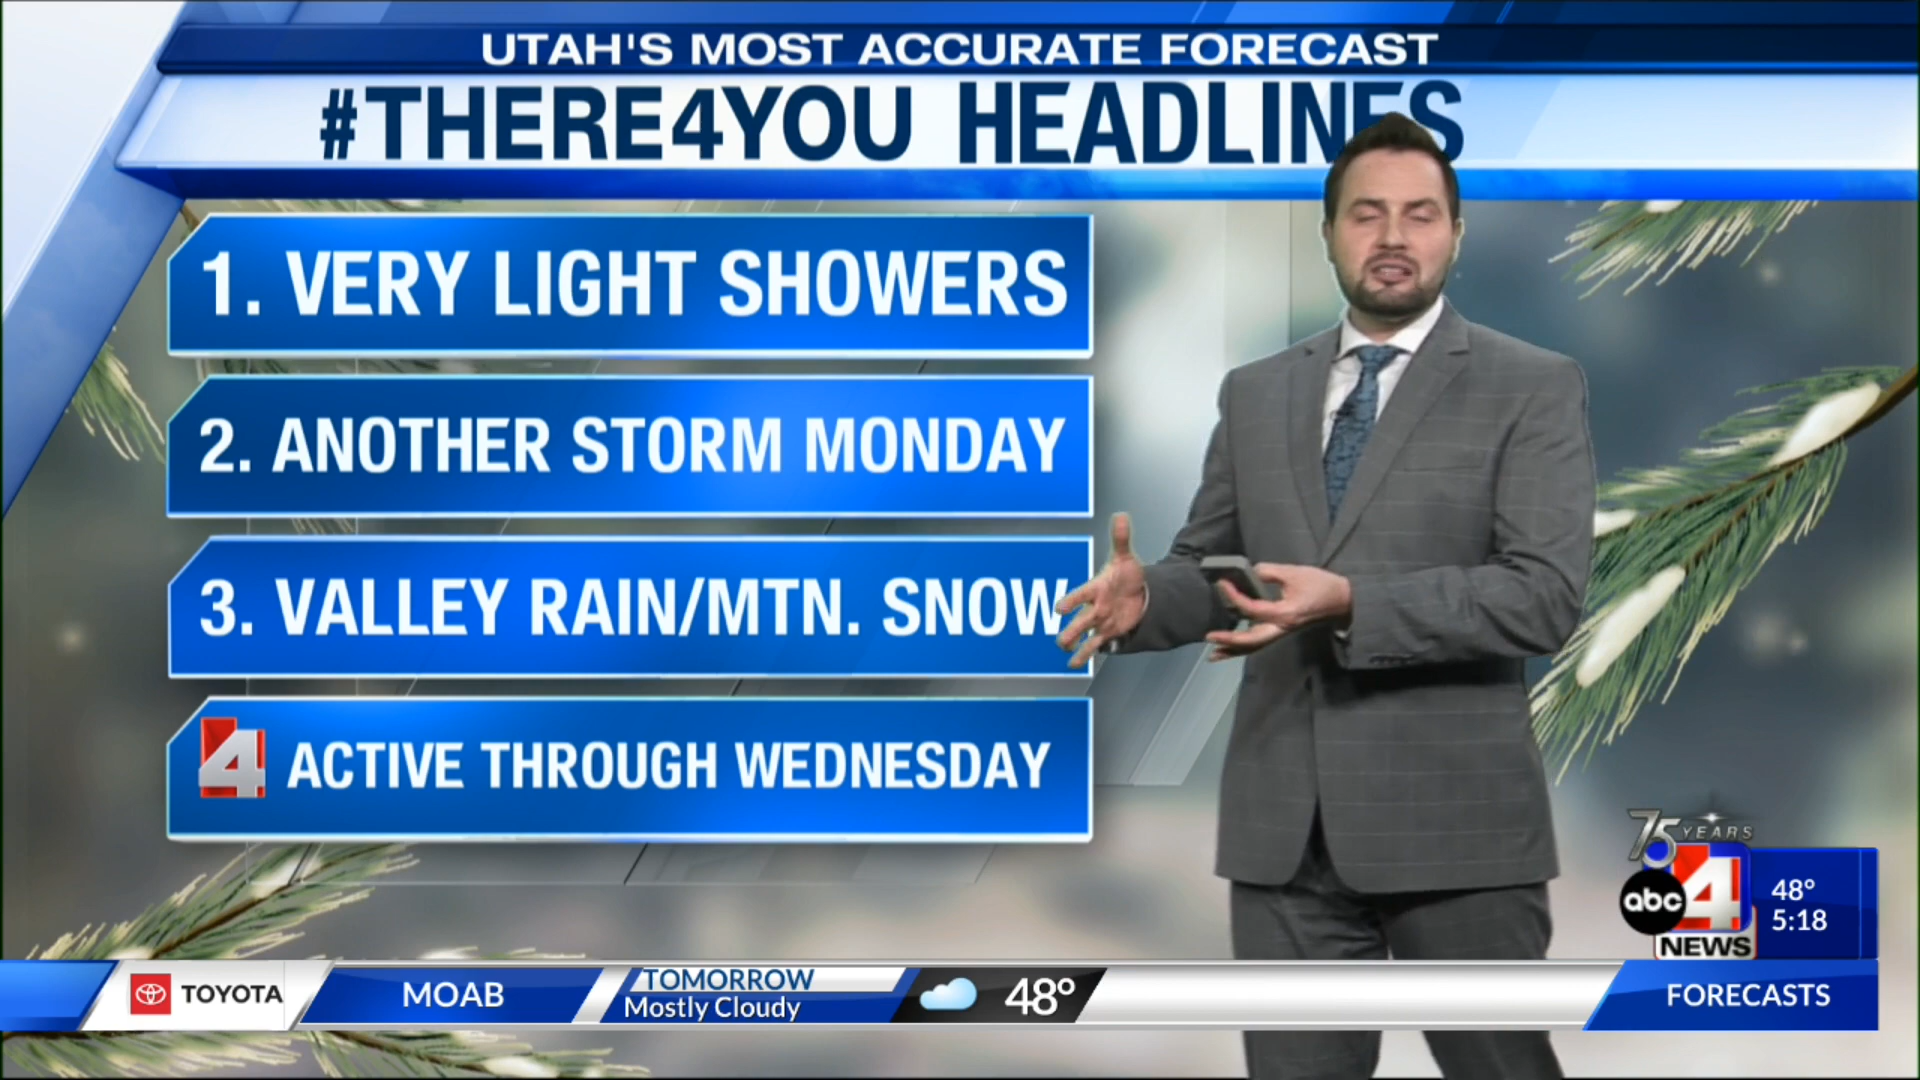 UTAH'S MOST ACCURATE FORECAST
#THERE4YOU HEADLINES
1. VERY LIGHT SHOWERS
2. ANOTHER STORM MONDAY
3. VALLEY RAIN/MTN. SNOW
4 ACTIVE THROUGH WEDNESDAY
75 YEARS
abc 4
NEWS
48°
5:18
TOYOTA
MOAB
TOMORROW
Mostly Cloudy
48°
FORECASTS